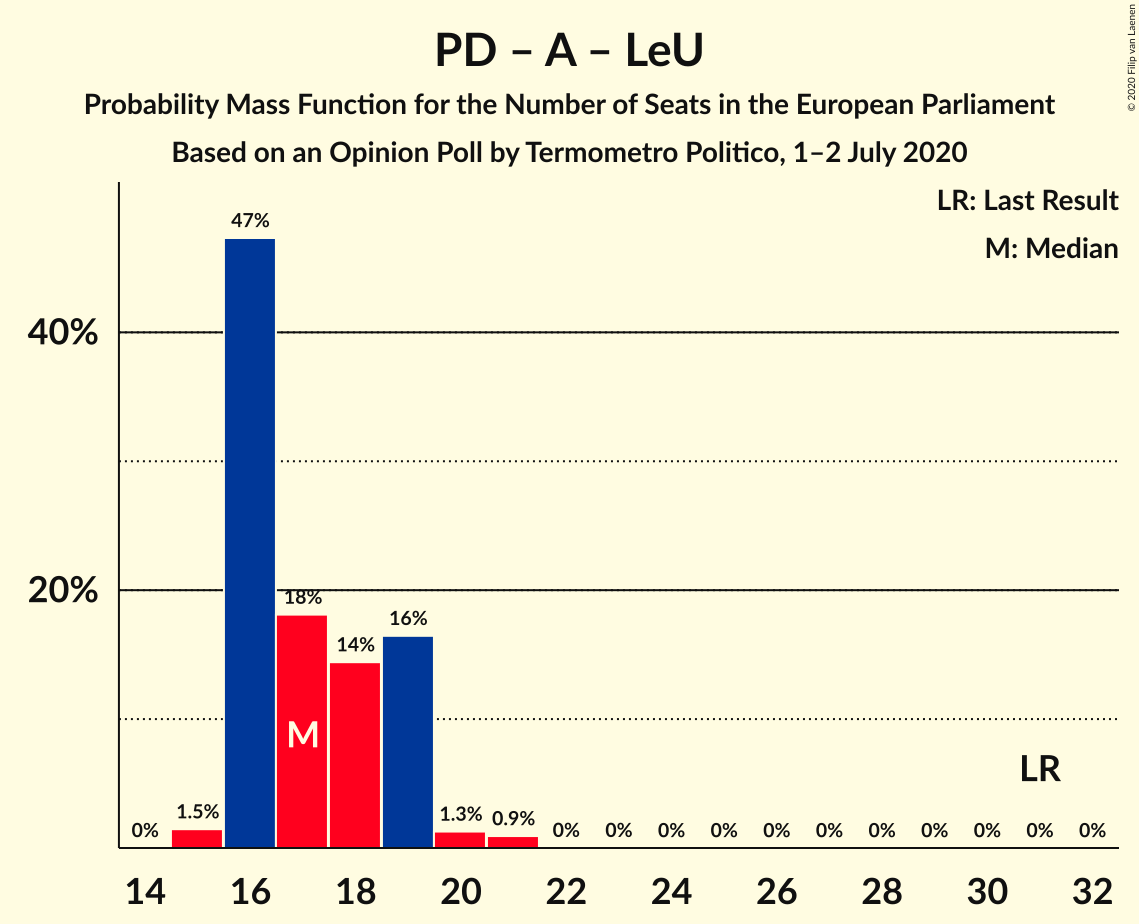 PD – A – LeU
Probability Mass Function for the Number of Seats in the European Parliament
Based on an Opinion Poll by Termometro Politico, 1–2 July 2020
© 2020 Filip van Laenen
LR: Last Result
M: Median
47%
40%
20%
18%
16%
14%
M
LR
1.5%
1.3%
0.9%
0%
0%
0%
0%
0%
0%
0%
0%
0%
0%
0%
0%
14 16 18 20 22 24 26 28 30 32